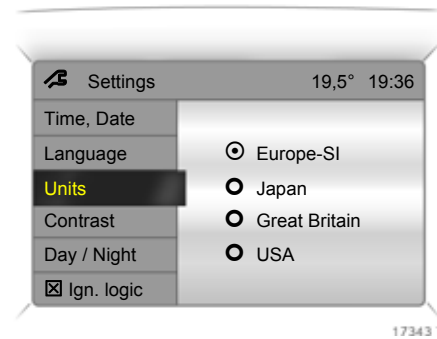 Settings 19,5° 19:36
Time, Date
Language
Units
Contrast
Day / Night
Ign. logic
Europe-SI
Japan
Great Britain
USA
17343